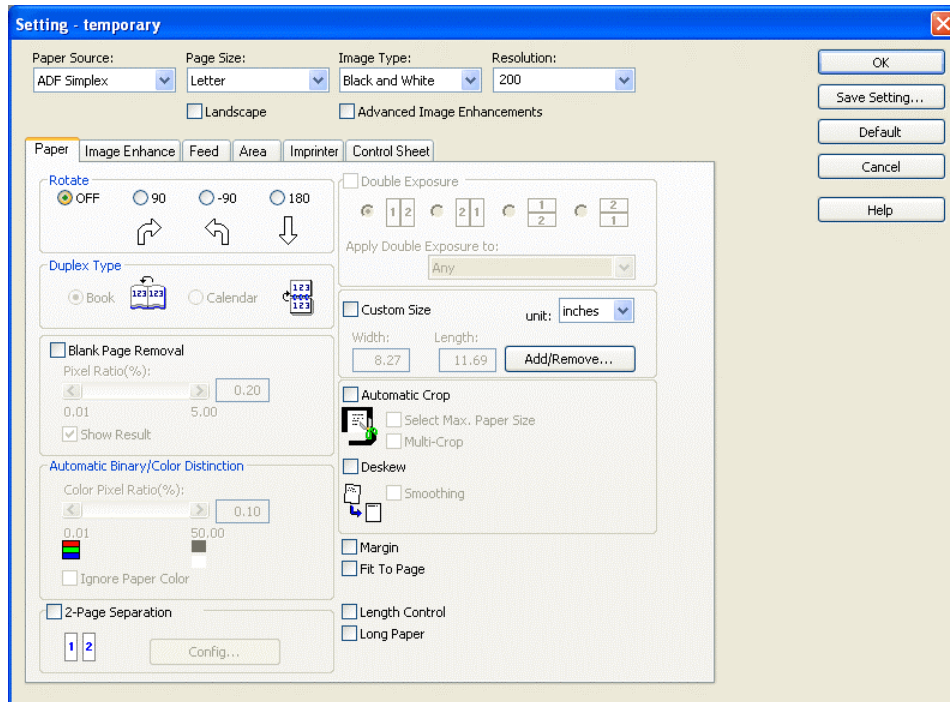 Setting - temporary
Paper Source: Page Size: Image Type: Resolution:
ADF Simplex Letter Black and White 200
Landscape Advanced Image Enhancements
OK
Save Setting...
Default
Cancel
Help
Paper Image Enhance Feed Area Imprinter Control Sheet
Rotate
OFF 90 -90 180
Duplex Type
Book 123 123 Calendar 123 123
Blank Page Removal
Pixel Ratio(%):
0.20
0.01 5.00
Show Result
Automatic Binary/Color Distinction
Color Pixel Ratio(%):
0.10
0.01 50.00
Ignore Paper Color
2-Page Separation
1 2 Config...
Double Exposure
1 2 2 1 1 2 2 1
Apply Double Exposure to:
Any
Custom Size unit: inches
Width: Length:
8.27 11.69 Add/Remove...
Automatic Crop
Select Max. Paper Size
Multi-Crop
Deskew
Smoothing
Margin
Fit To Page
Length Control
Long Paper